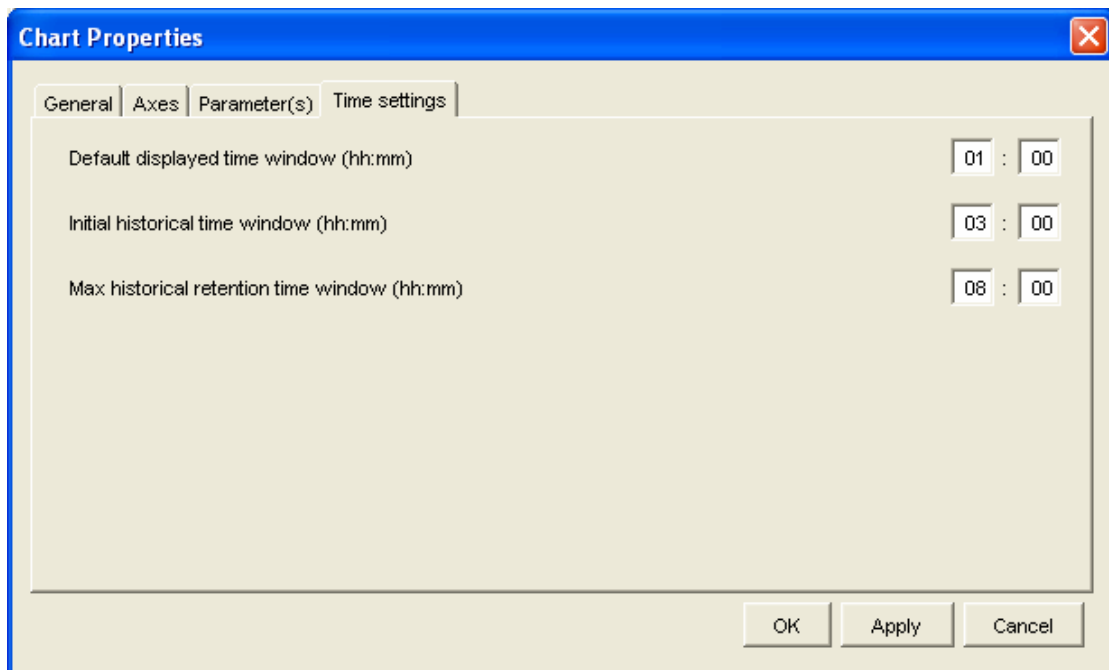 Chart Properties
General Axes Parameter(s) Time settings
Default displayed time window (hh:mm) 01 : 00
Initial historical time window (hh:mm) 03 : 00
Max historical retention time window (hh:mm) 08 : 00
OK Apply Cancel